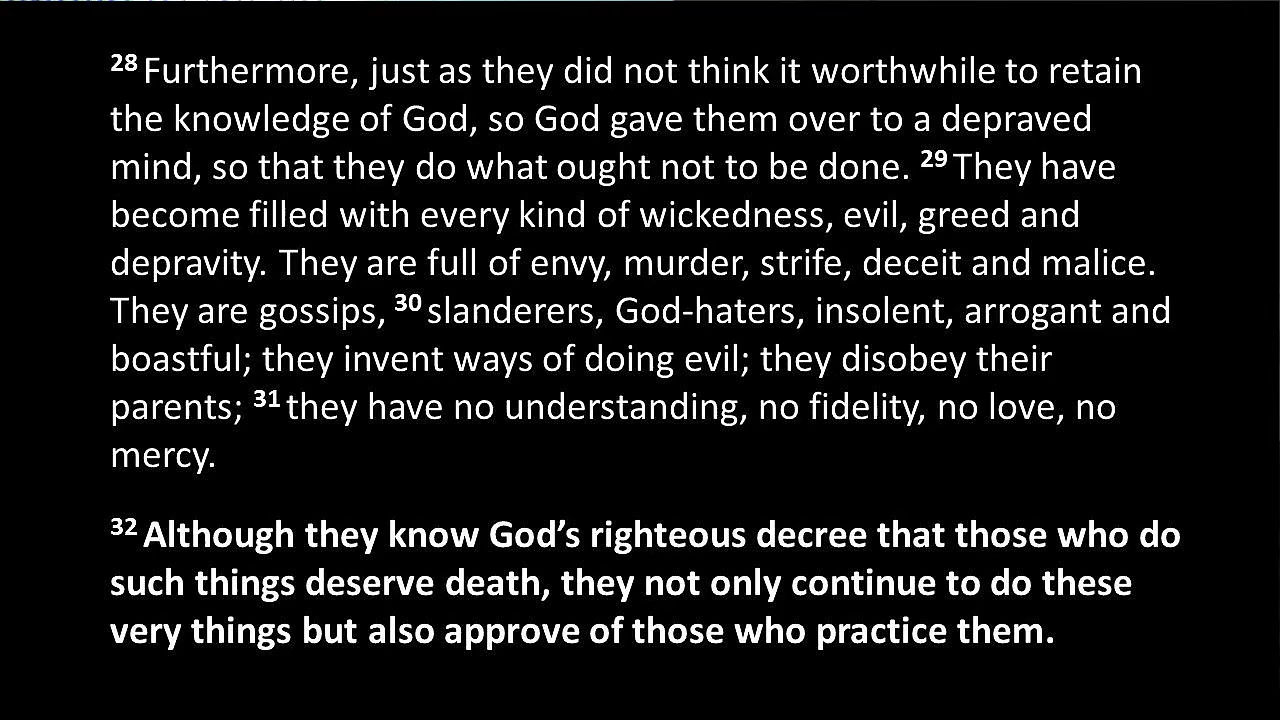 28 Furthermore, just as they did not think it worthwhile to retain
the knowledge of God, so God gave them over to a depraved
mind, so that they do what ought not to be done. 29 They have
become filled with every kind of wickedness, evil, greed and
depravity. They are full of envy, murder, strife, deceit and malice.
They are gossips, 30 slanderers, God-haters, insolent, arrogant and
boastful; they invent ways of doing evil; they disobey their
parents; 31 they have no understanding, no fidelity, no love, no
mercy.
32 Although they know God’s righteous decree that those who do
such things deserve death, they not only continue to do these
very things but also approve of those who practice them.